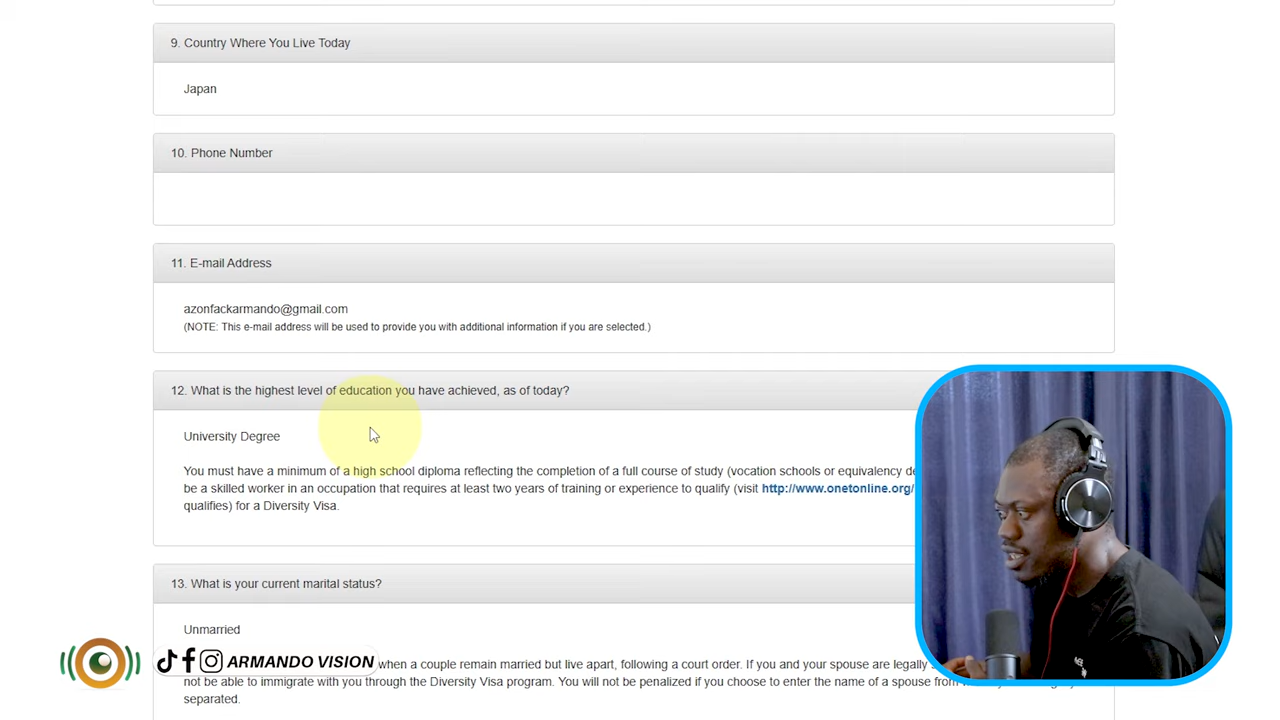 9. Country Where You Live Today
Japan
10. Phone Number
11. E-mail Address
azonfackarmando@gmail.com
(NOTE: This e-mail address will be used to provide you with additional information if you are selected.)
12. What is the highest level of education you have achieved, as of today?
University Degree
You must have a minimum of a high school diploma reflecting the completion of a full course of study (vocation schools or equivalency
be a skilled worker in an occupation that requires at least two years of training or experience to qualify (visit http://www.onetonline.org/
qualifies) for a Diversity Visa.
13. What is your current marital status?
Unmarried
ARMANDO VISION
when a couple remain married but live apart, following a court order. If you and your spouse are legally
not be able to immigrate with you through the Diversity Visa program. You will not be penalized if you choose to enter the name of a spouse
separated.